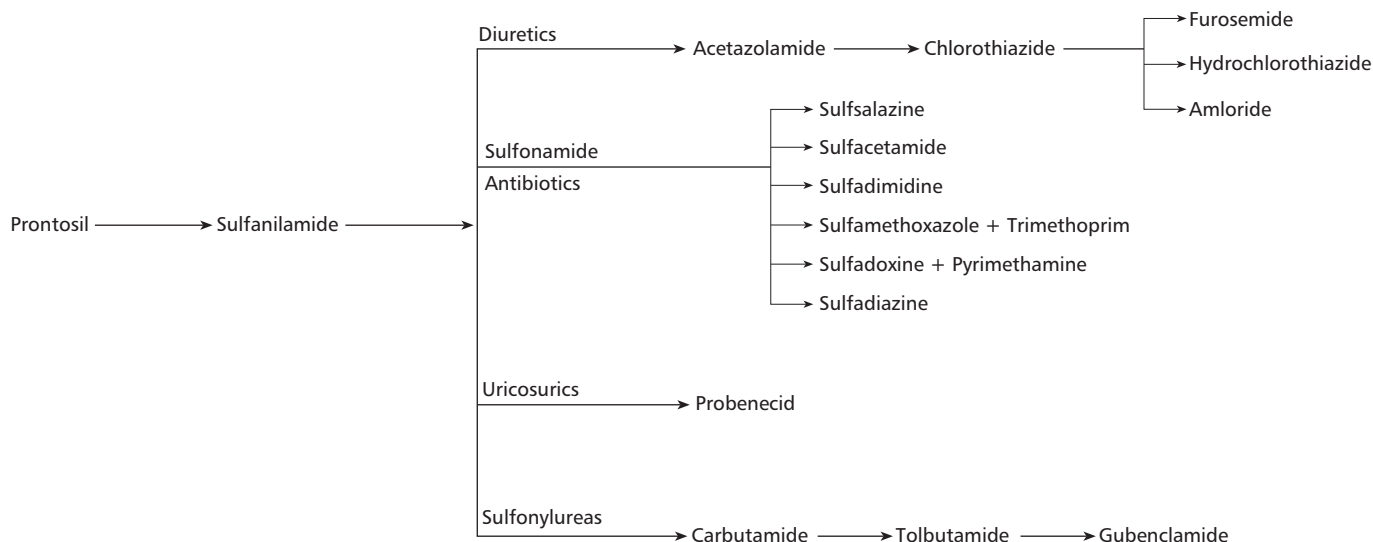 Diuretics
Acetazolamide
Chlorothiazide
Furosemide
Hydrochlorothiazide
Amloride
Sulfonamide
Antibiotics
Sulfsalazine
Sulfacetamide
Sulfadimidine
Sulfamethoxazole + Trimethoprim
Sulfadoxine + Pyrimethamine
Sulfadiazine
Prontosil
Sulfanilamide
Uricosurics
Probenecid
Sulfonylureas
Carbutamide
Tolbutamide
Gubenclamide